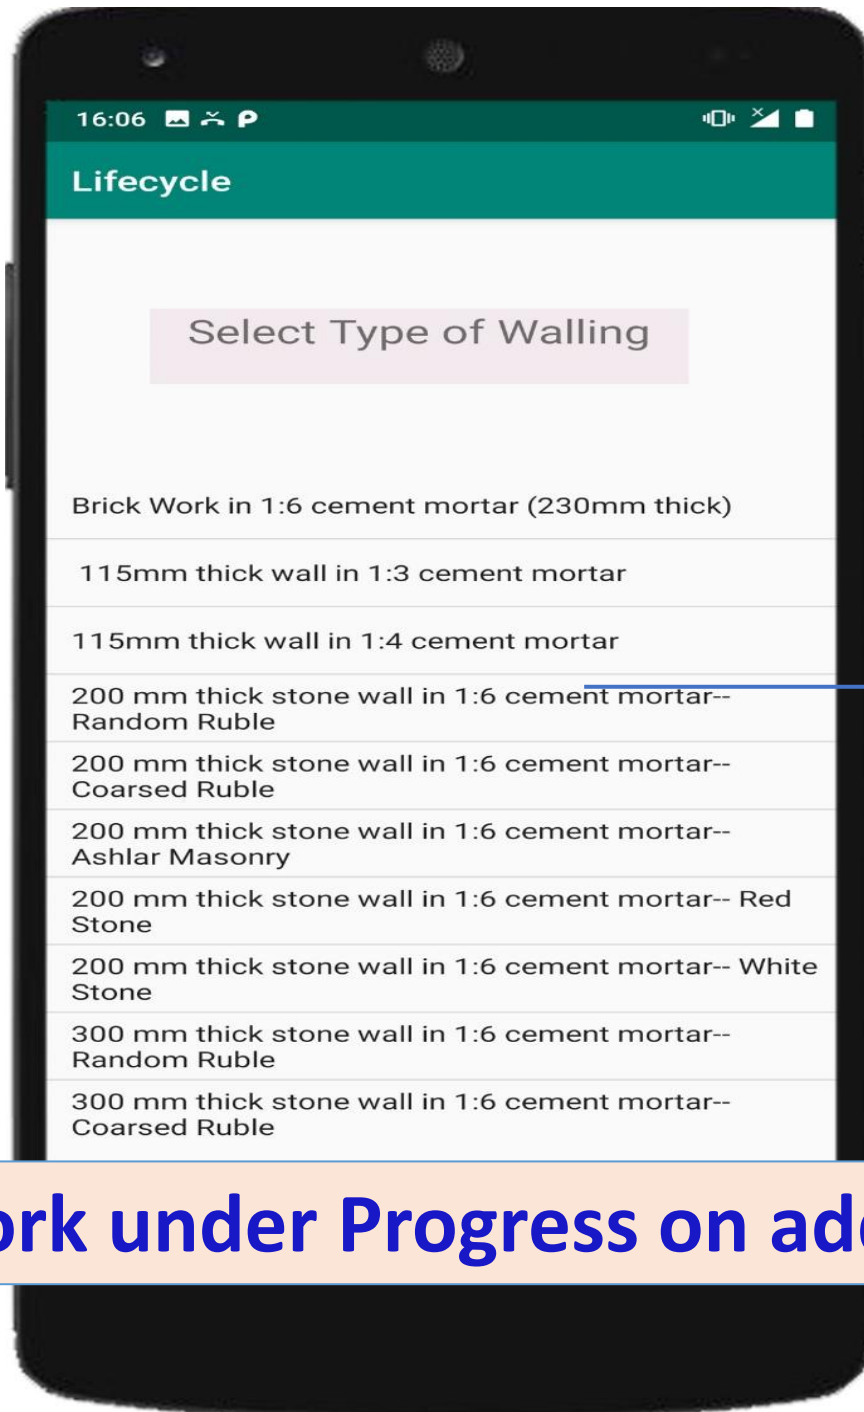 16:06
Lifecycle
Select Type of Walling
Brick Work in 1:6 cement mortar (230mm thick)
115mm thick wall in 1:3 cement mortar
115mm thick wall in 1:4 cement mortar
200 mm thick stone wall in 1:6 cement mortar--
Random Ruble
200 mm thick stone wall in 1:6 cement mortar--
Coarsed Ruble
200 mm thick stone wall in 1:6 cement mortar--
Ashlar Masonry
200 mm thick stone wall in 1:6 cement mortar-- Red
Stone
200 mm thick stone wall in 1:6 cement mortar-- White
Stone
300 mm thick stone wall in 1:6 cement mortar--
Random Ruble
300 mm thick stone wall in 1:6 cement mortar--
Coarsed Ruble
under Progress on